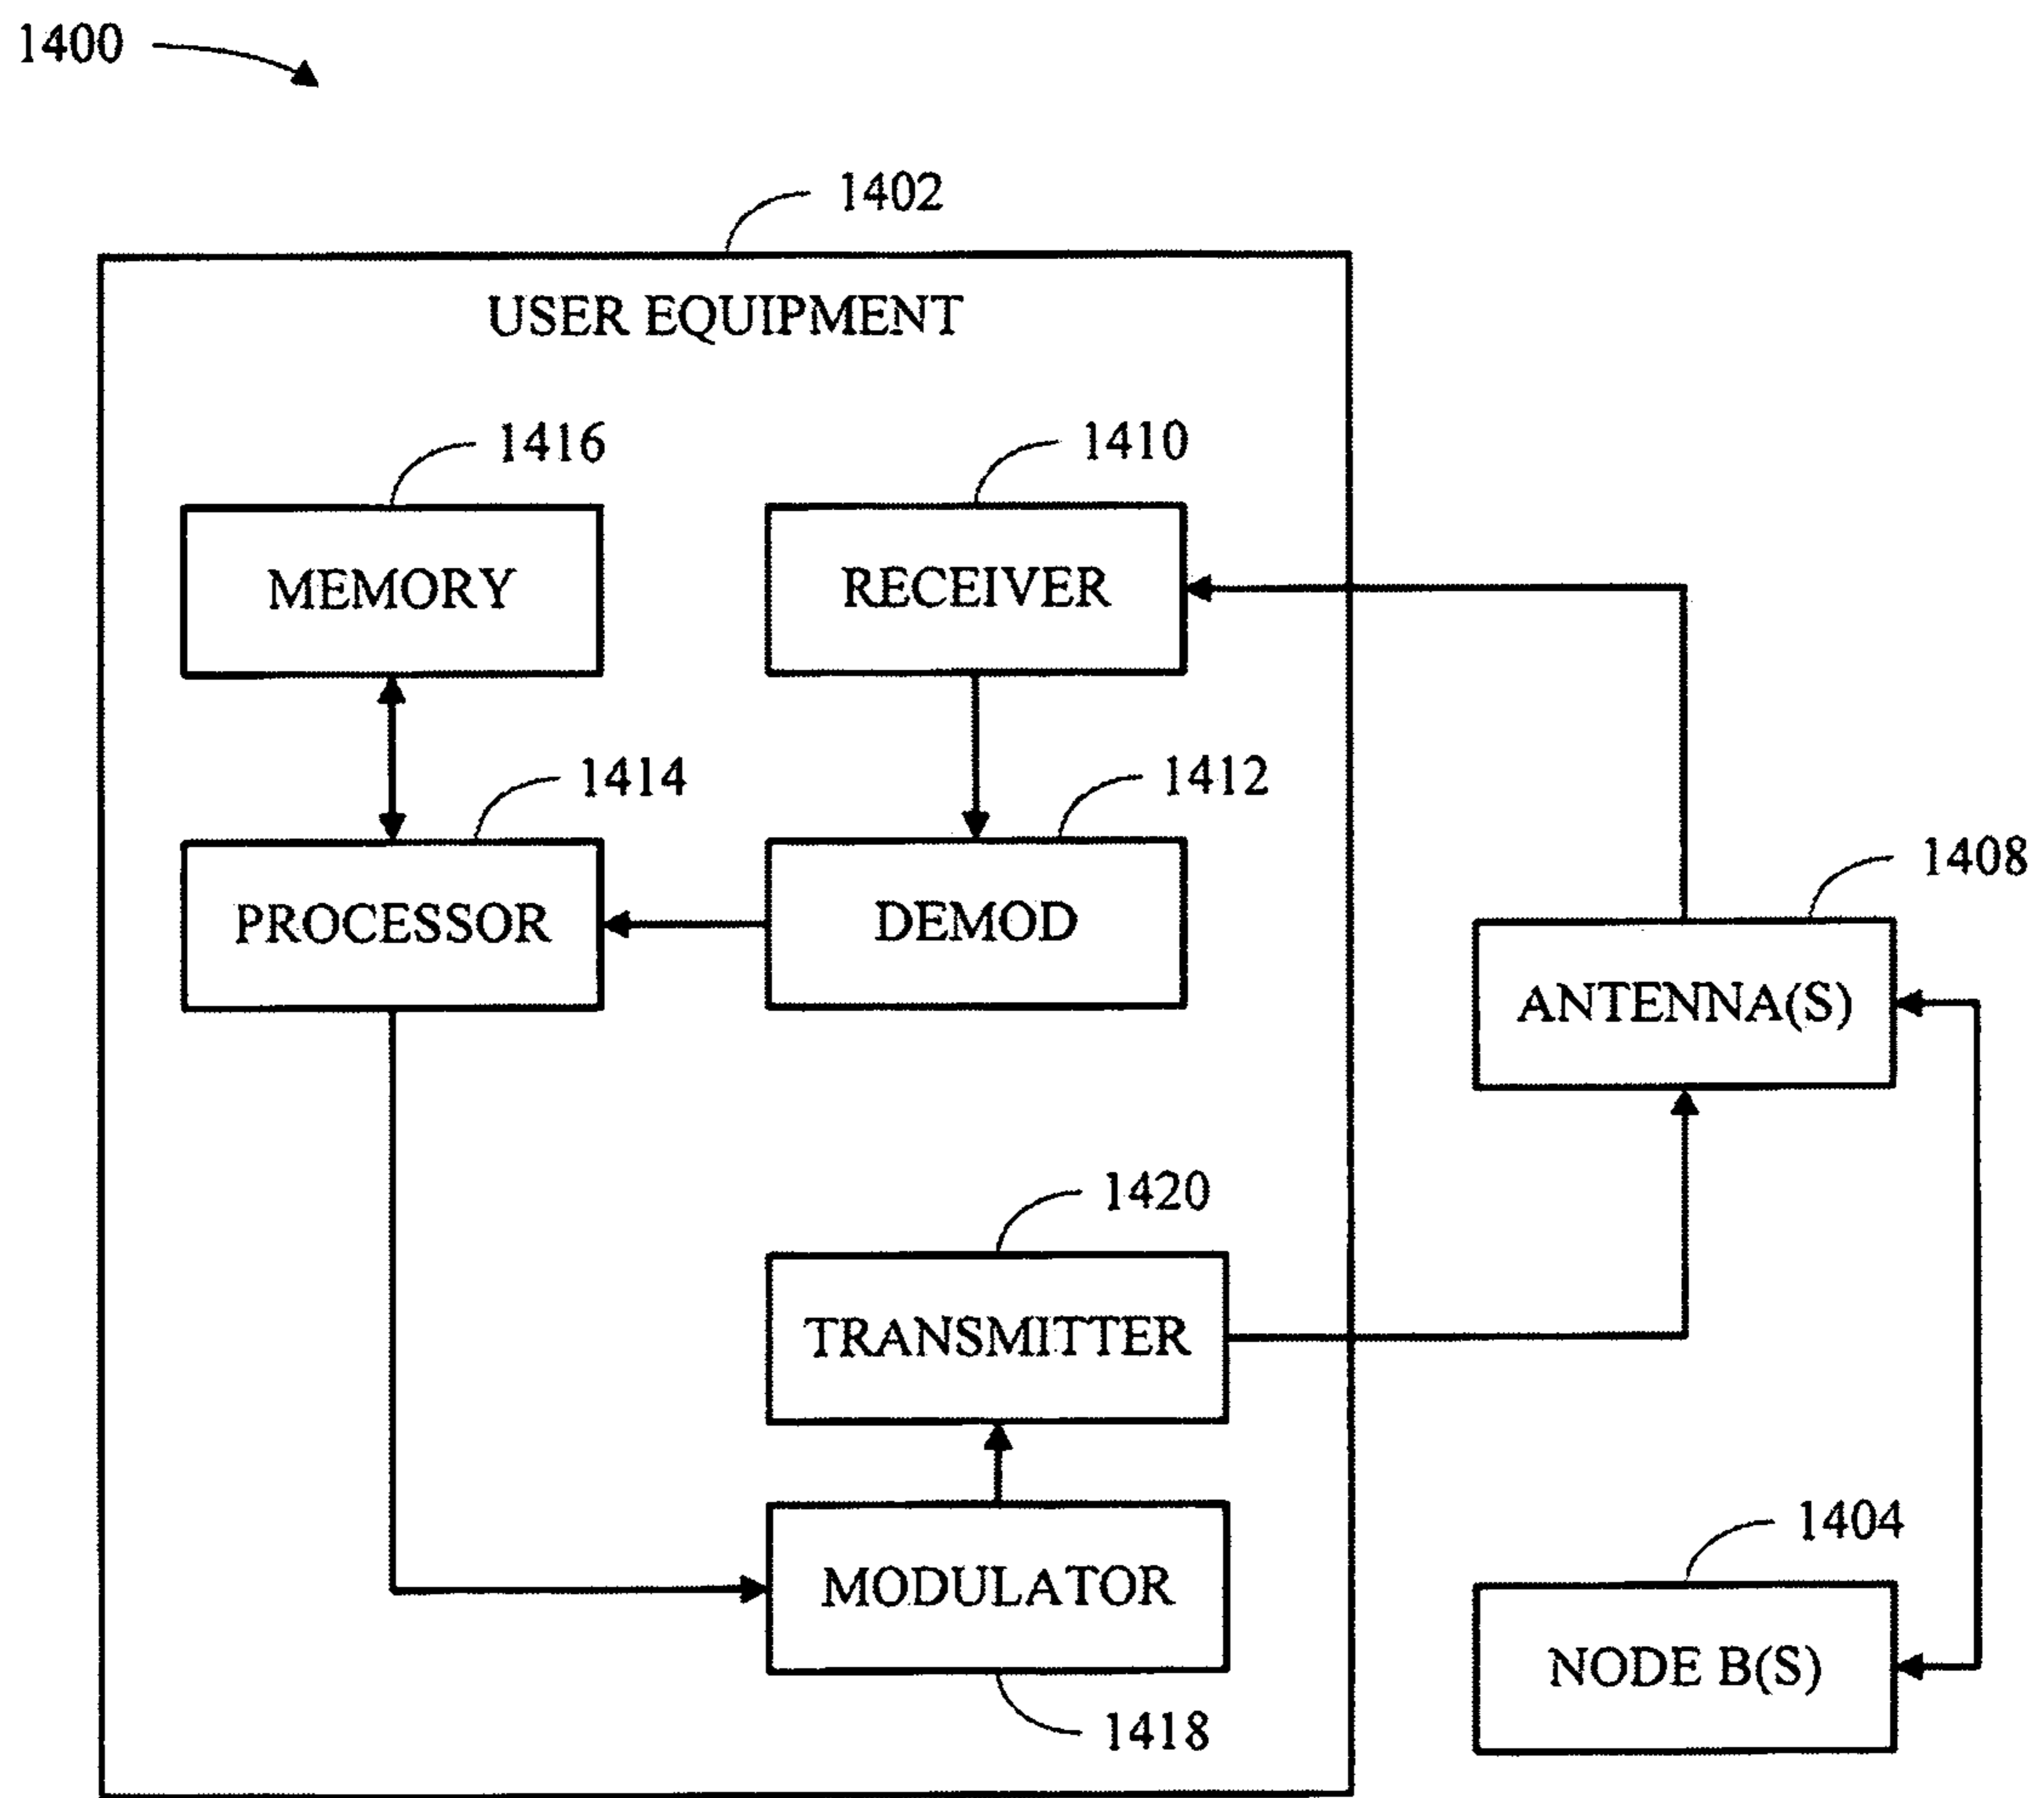 1400
1402
USER EQUIPMENT
1416
1410
MEMORY
RECEIVER
1414
1412
1408
PROCESSOR
DEMOD
ANTENNA(S)
1420
TRANSMITTER
1404
MODULATOR
NODE B(S)
1418